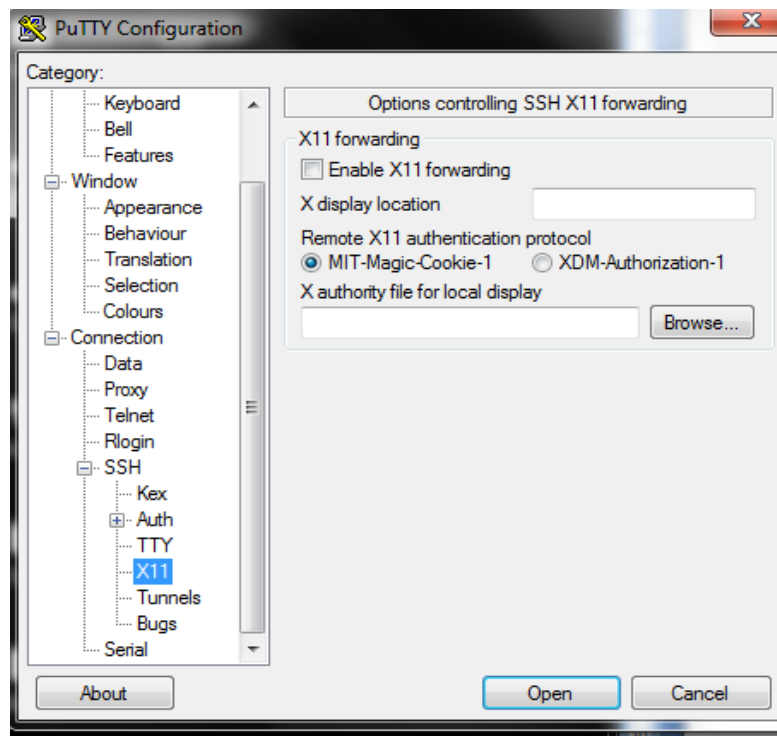 PuTTY Configuration
Category:
Keyboard
Bell
Features
Window
Appearance
Behaviour
Translation
Selection
Colours
Connection
Data
Proxy
Telnet
Rlogin
SSH
Kex
Auth
TTY
X11
Tunnels
Bugs
Serial
Options controlling SSH X11 forwarding
X11 forwarding
Enable X11 forwarding
X display location
Remote X11 authentication protocol
MIT-Magic-Cookie-1 XDM-Authorization-1
X authority file for local display
Browse...
About Open Cancel